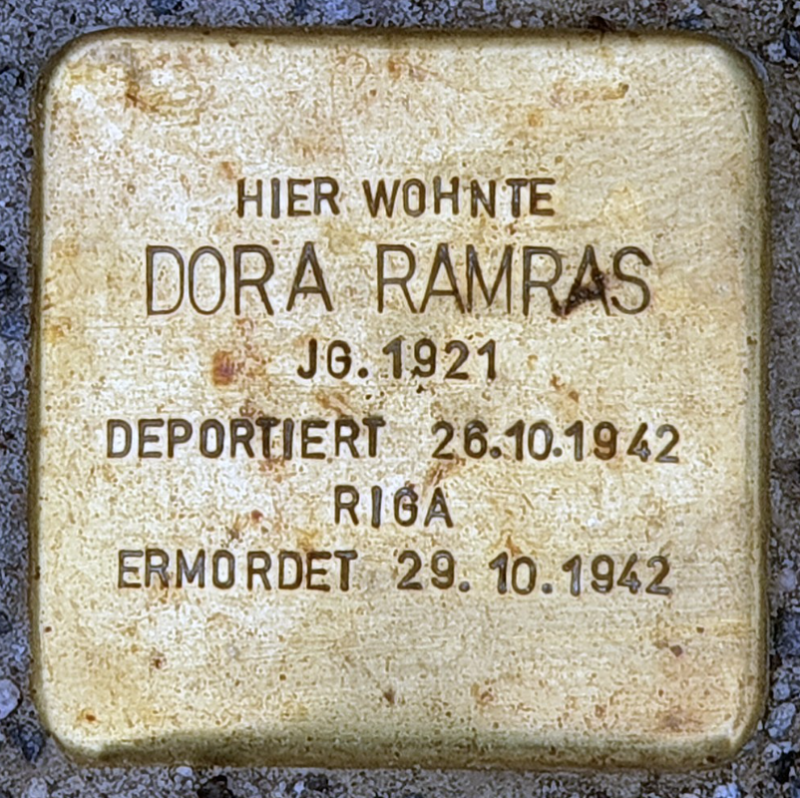 HIER WOHNTE
DORA RAMRAS
JG. 1921
DEPORTIERT 26.10.1942
RIGA
ERMORDET 29.10.1942